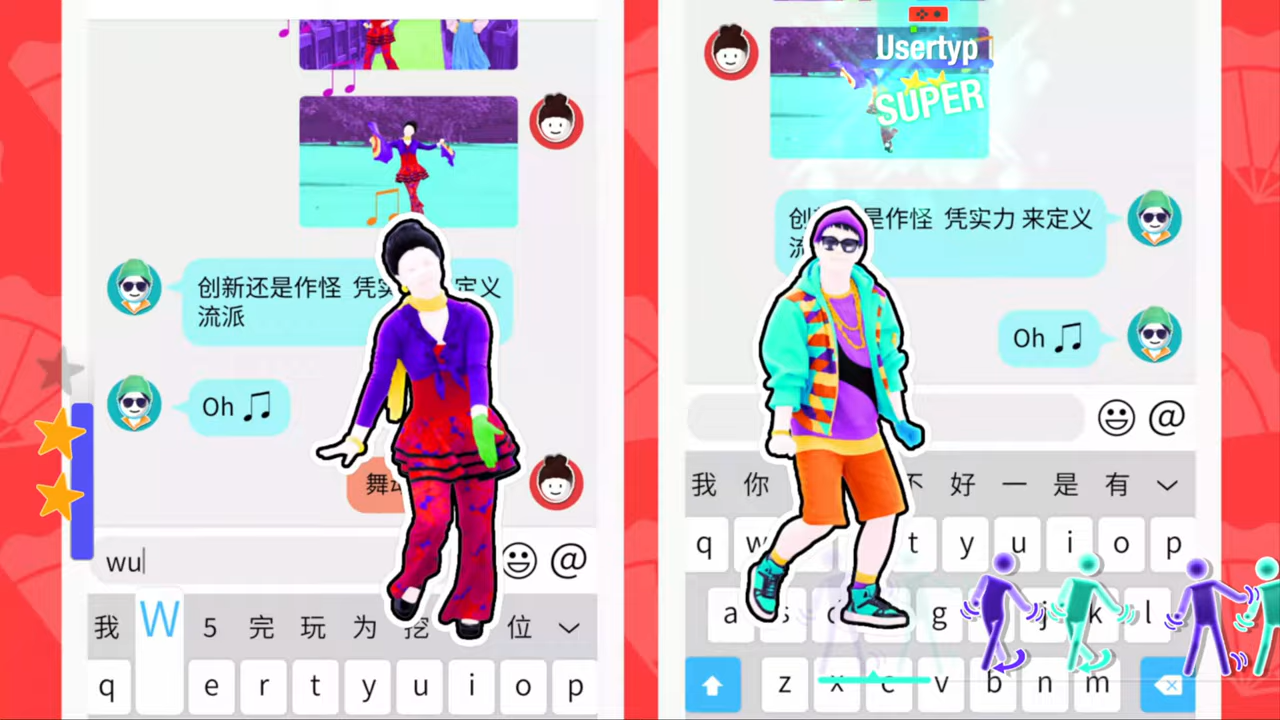 创新还是作怪 凭实 定义
流派
Oh
舞
wu
我 W 5 完 玩 为 挖 位
q e r t y u i o p
Usertyp
SUPER
创 是作怪 凭实力 来定义
流
Oh
@
@
我 你 不 好 一 是 有
q w t y u i o p
a s d g j k l
z x c v b n m